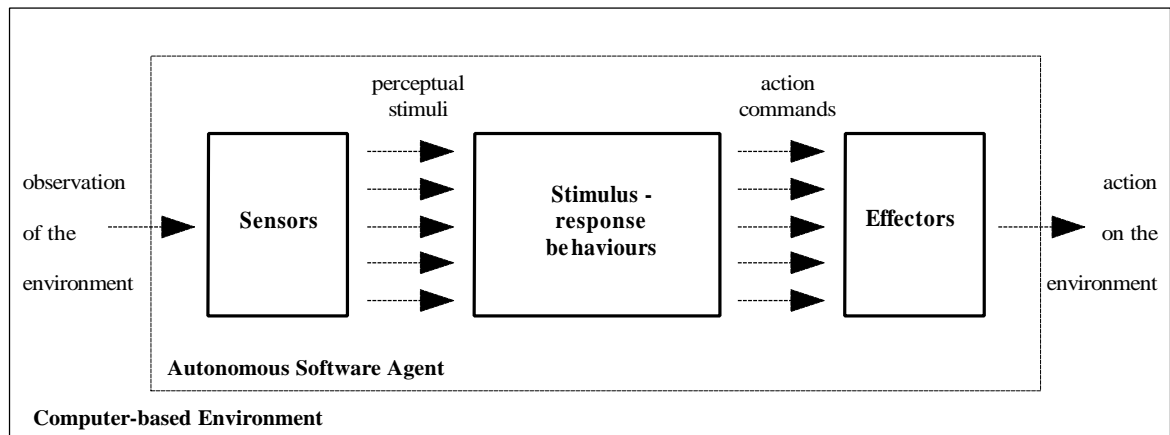 perceptual
stimuli
action
commands
observation
of the
environment
Sensors
Stimulus -
response
behaviours
Effectors
action
on the
environment
Autonomous Software Agent
Computer-based Environment